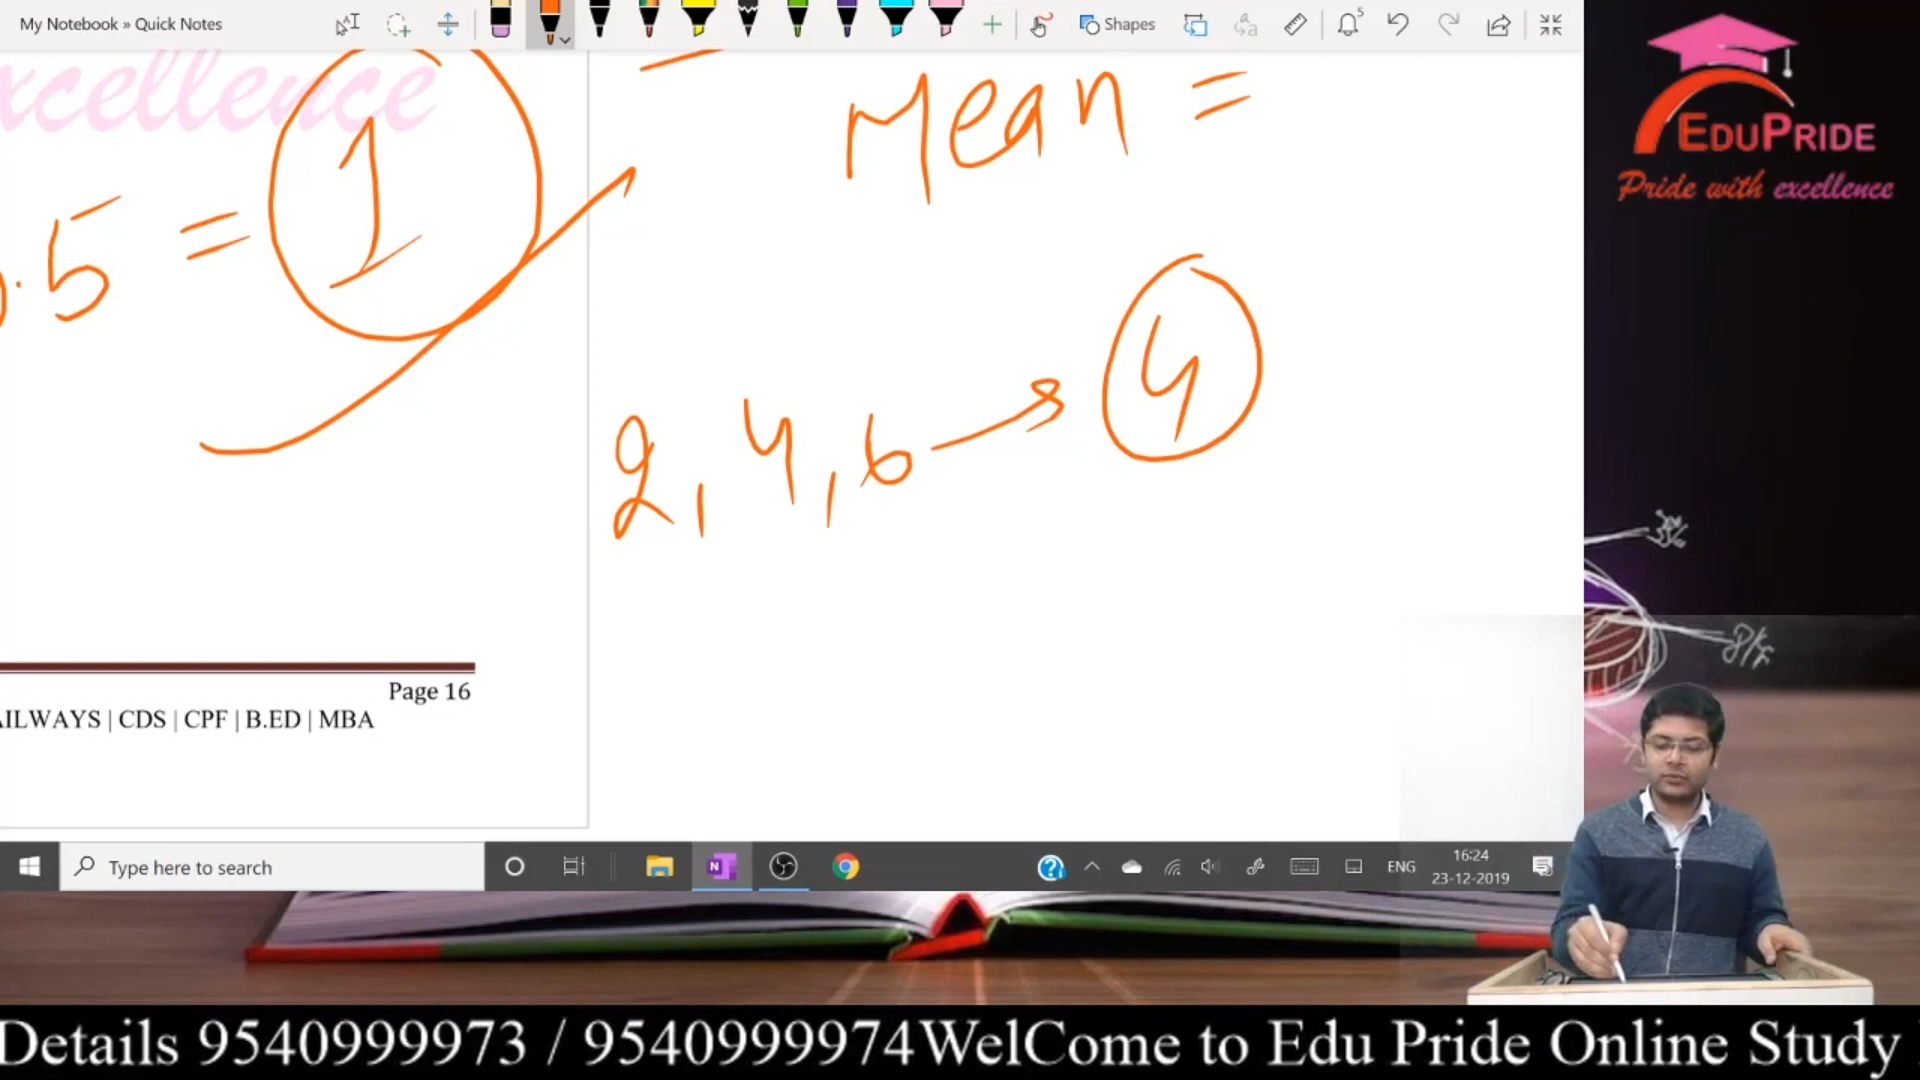 My Notebook » Quick Notes
Shapes
5
xcellence
Mean =
.5 = 1
2, 4, 6 → 4
Page 16
AILWAYS | CDS | CPF | B.ED | MBA
Type here to search
ENG
16:24
23-12-2019
EDUPRIDE
Pride with excellence
Details 9540999973 / 9540999974WelCome to Edu Pride Online Study